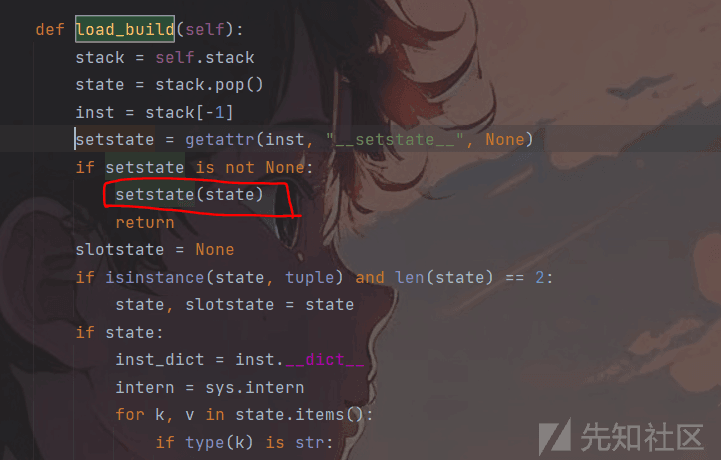 def load_build(self):
    stack = self.stack
    state = stack.pop()
    inst = stack[-1]
    setstate = getattr(inst, "__setstate__", None)
    if setstate is not None:
        setstate(state)
        return
    slotstate = None
    if isinstance(state, tuple) and len(state) == 2:
        state, slotstate = state
    if state:
        inst_dict = inst.__dict__
        intern = sys.intern
        for k, v in state.items():
            if type(k) is str:
先知社区